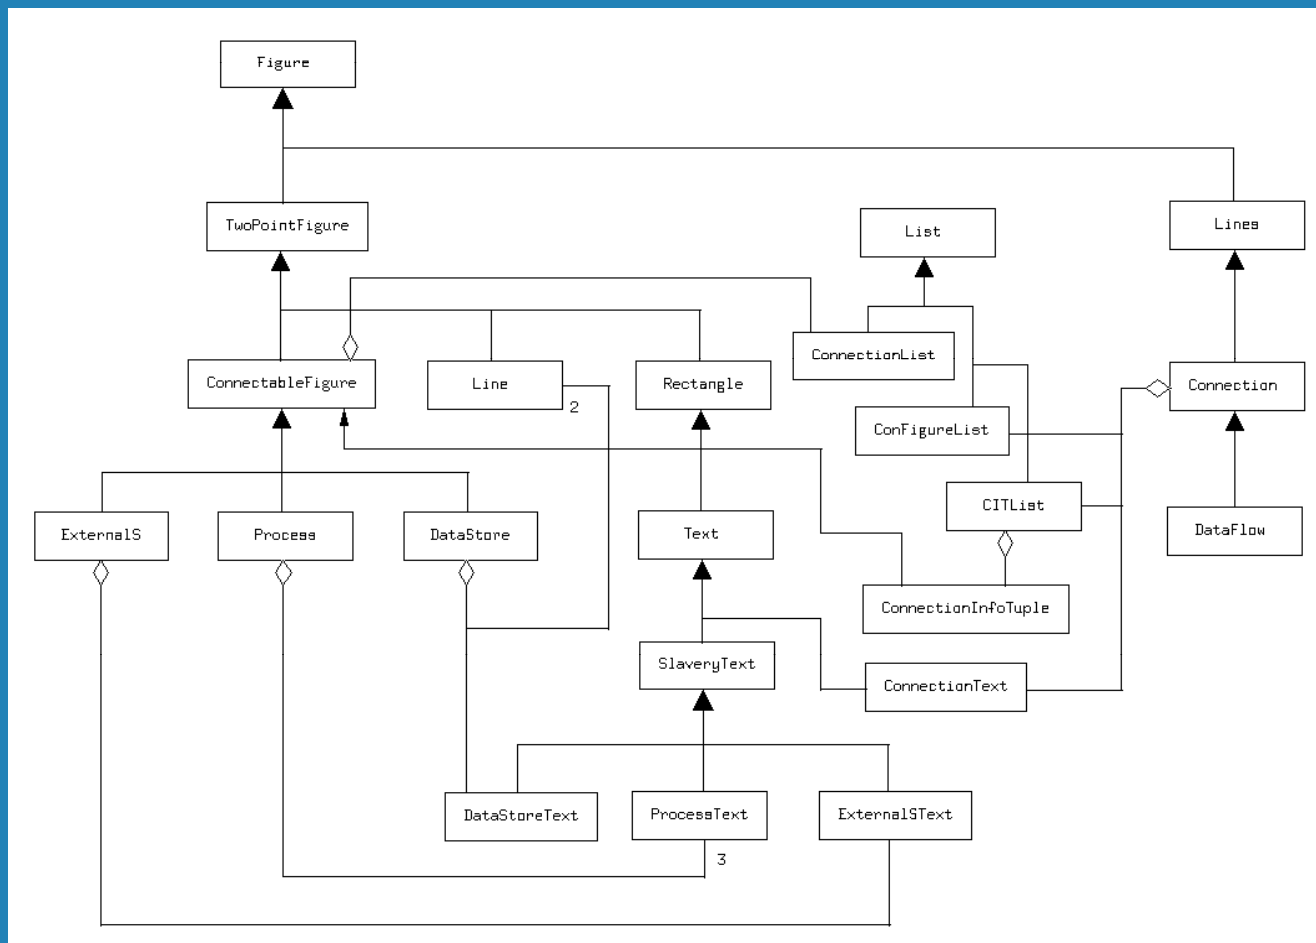 Figure
TwoPointFigure
List
Lines
ConnectionList
ConnectableFigure
Line
Rectangle
Connection
2
ConFigureList
CITList
ExternalS
Process
DataStore
Text
DataFlow
ConnectionInfoTuple
SlaveryText
ConnectionText
DataStoreText
ProcessText
ExternalSText
3